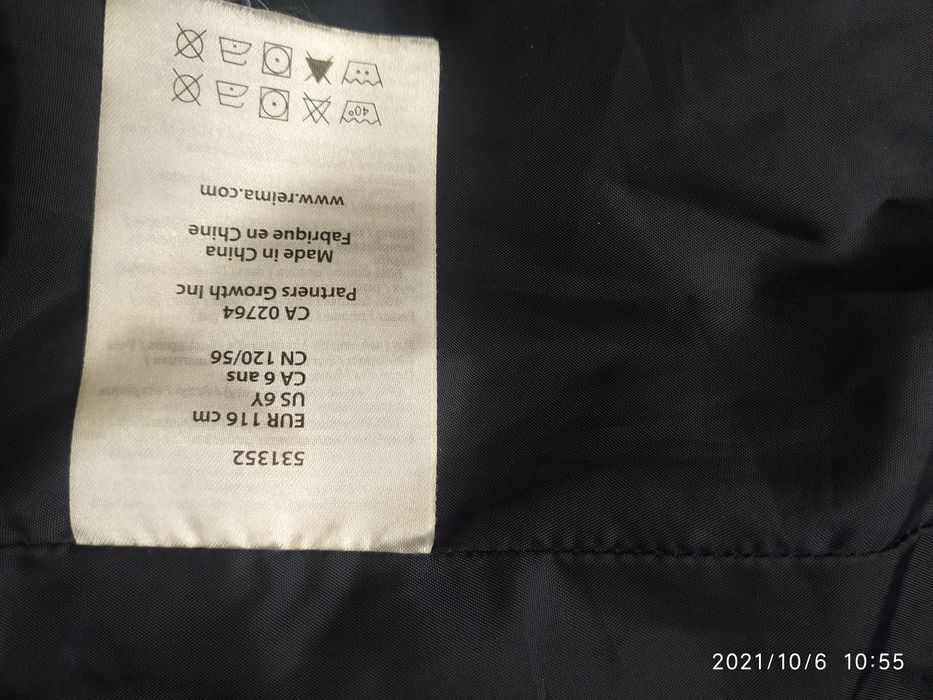 531352
EUR 116 cm
US 6Y
CA 6 ans
CN 120/56
CA 02764
Partners Growth Inc
Made in China
Fabriqué en Chine
www.reima.com
40°
2021/10/6 10:55